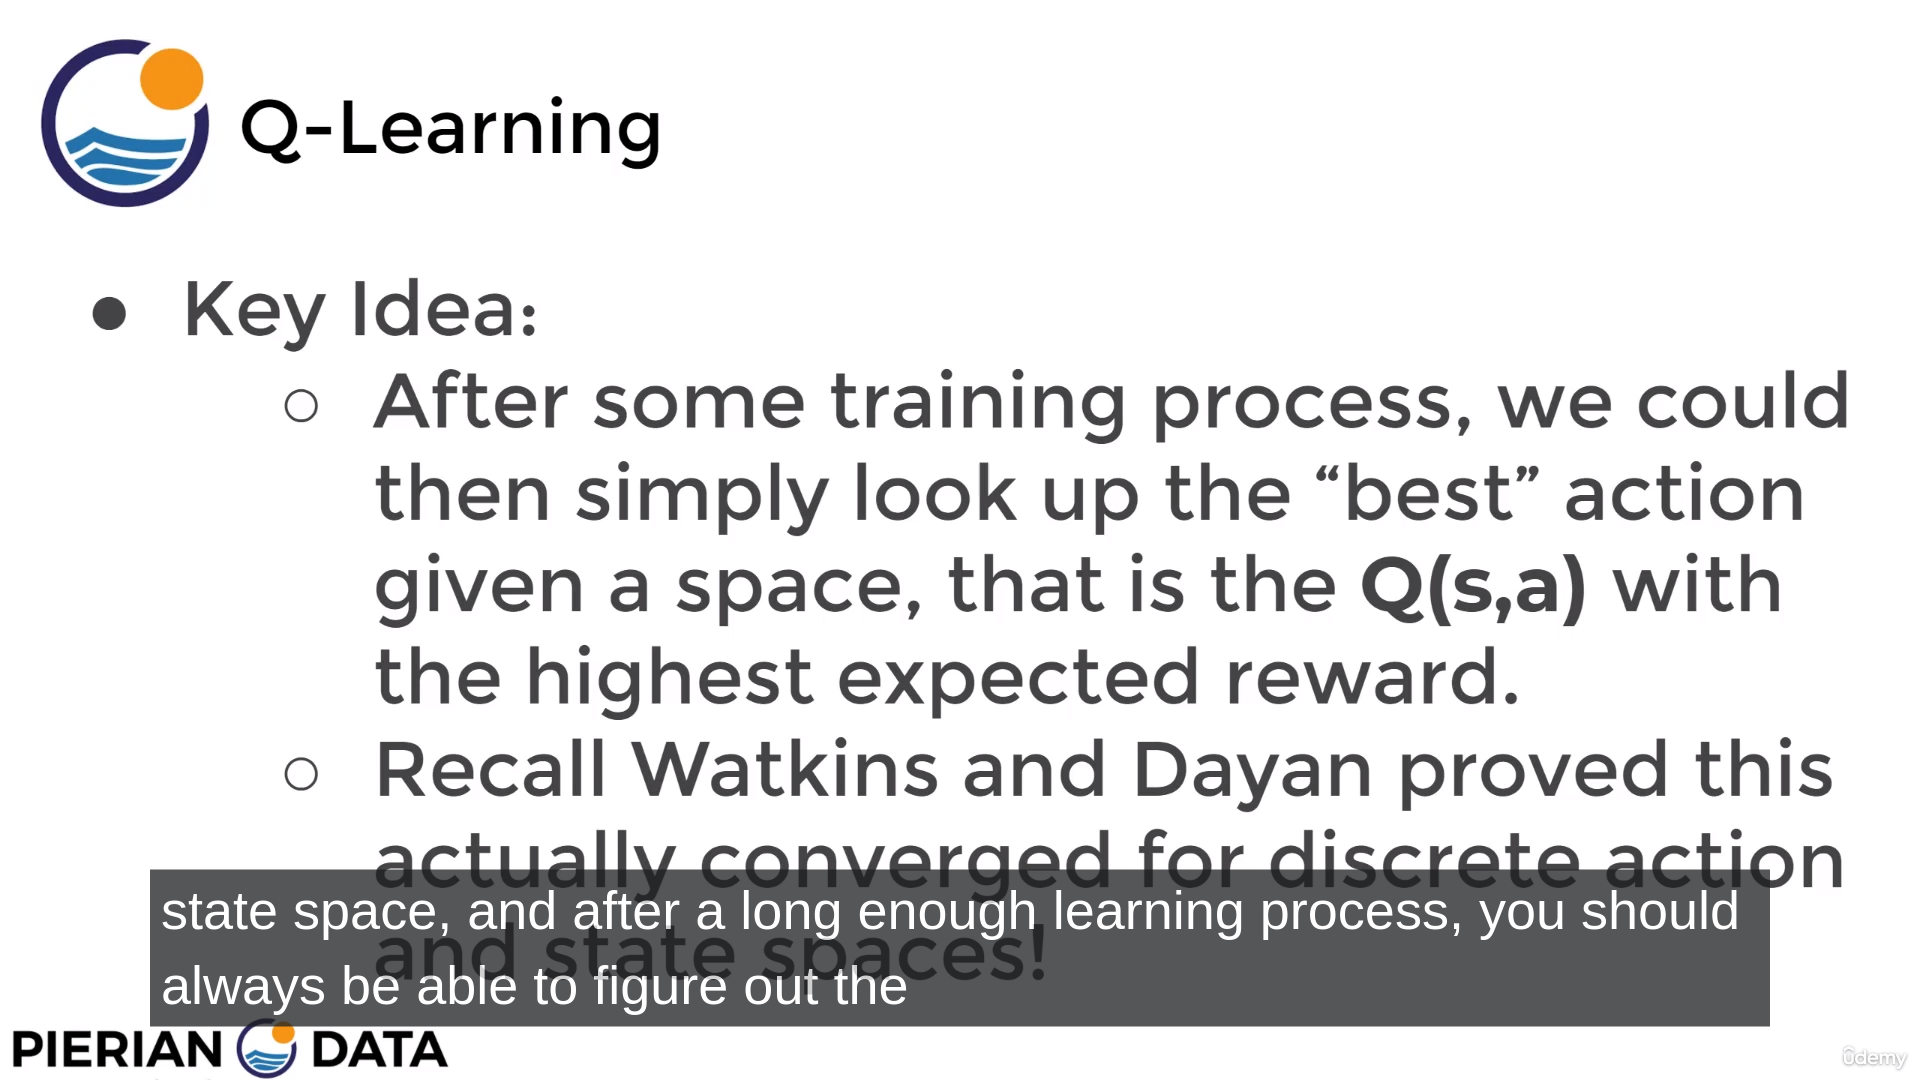 Q-Learning
● Key Idea:
○ After some training process, we could
then simply look up the “best” action
given a space, that is the Q(s,a) with
the highest expected reward.
○ Recall Watkins and Dayan proved this
actually converged for discrete action
and state spaces!
state space, and after a long enough learning process, you should
always be able to figure out the
PIERIAN DATA
ûdemy